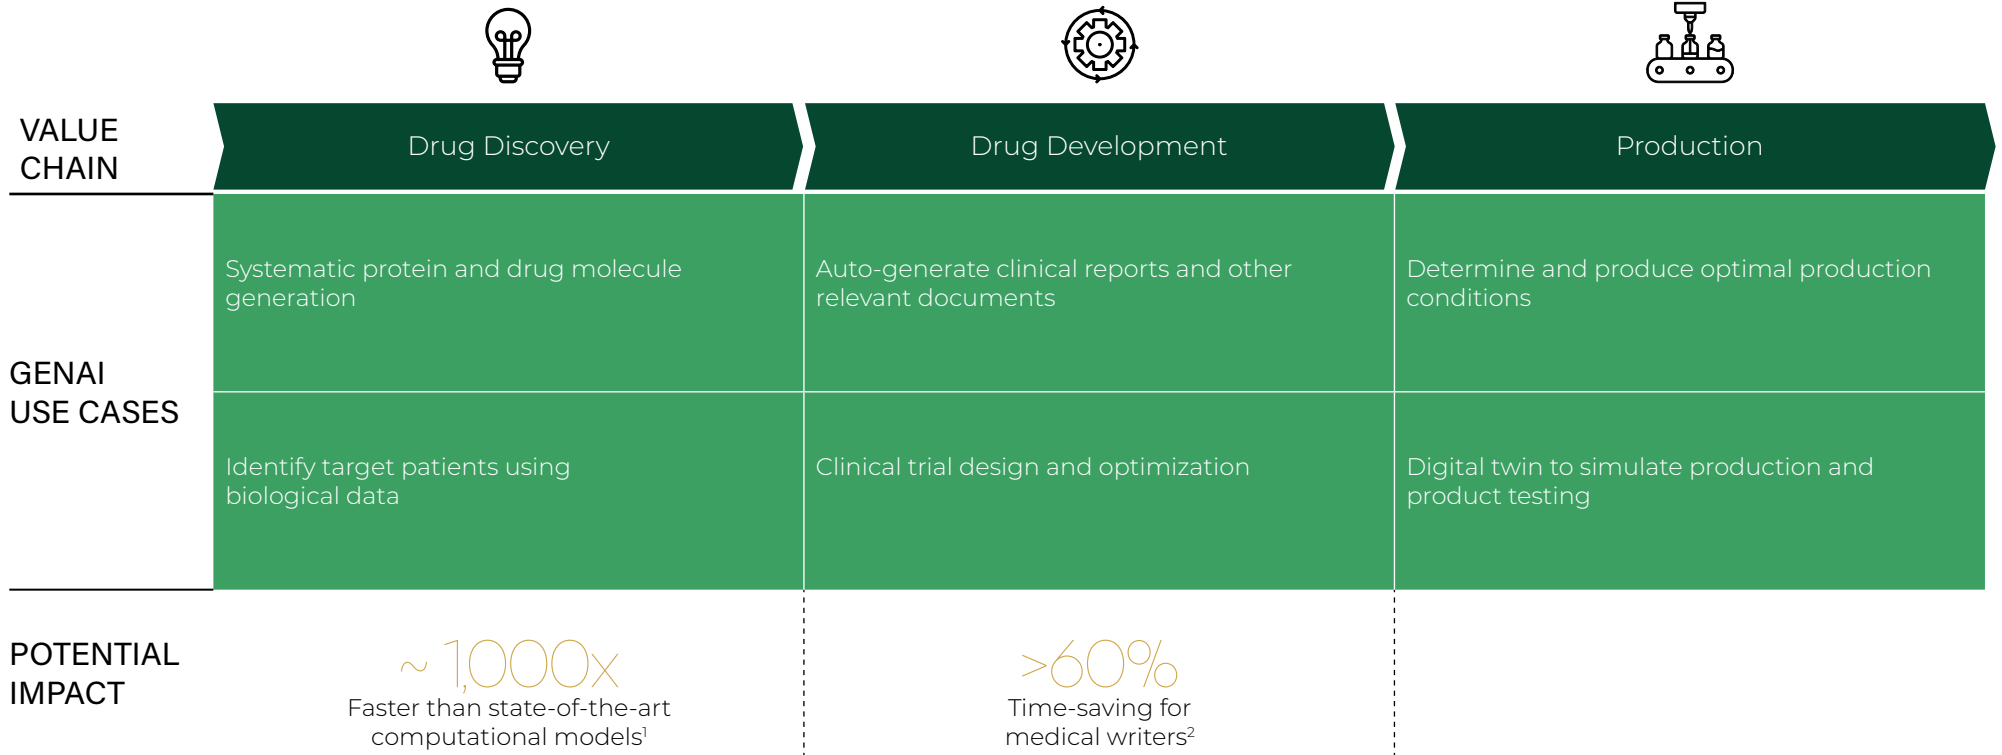 VALUE
CHAIN
Drug Discovery
Drug Development
Production
GENAI
USE CASES
Systematic protein and drug molecule
generation
Auto-generate clinical reports and other
relevant documents
Determine and produce optimal production
conditions
Identify target patients using
biological data
Clinical trial design and optimization
Digital twin to simulate production and
product testing
POTENTIAL
IMPACT
~1,000x
Faster than state-of-the-art
computational models¹
>60%
Time-saving for
medical writers²